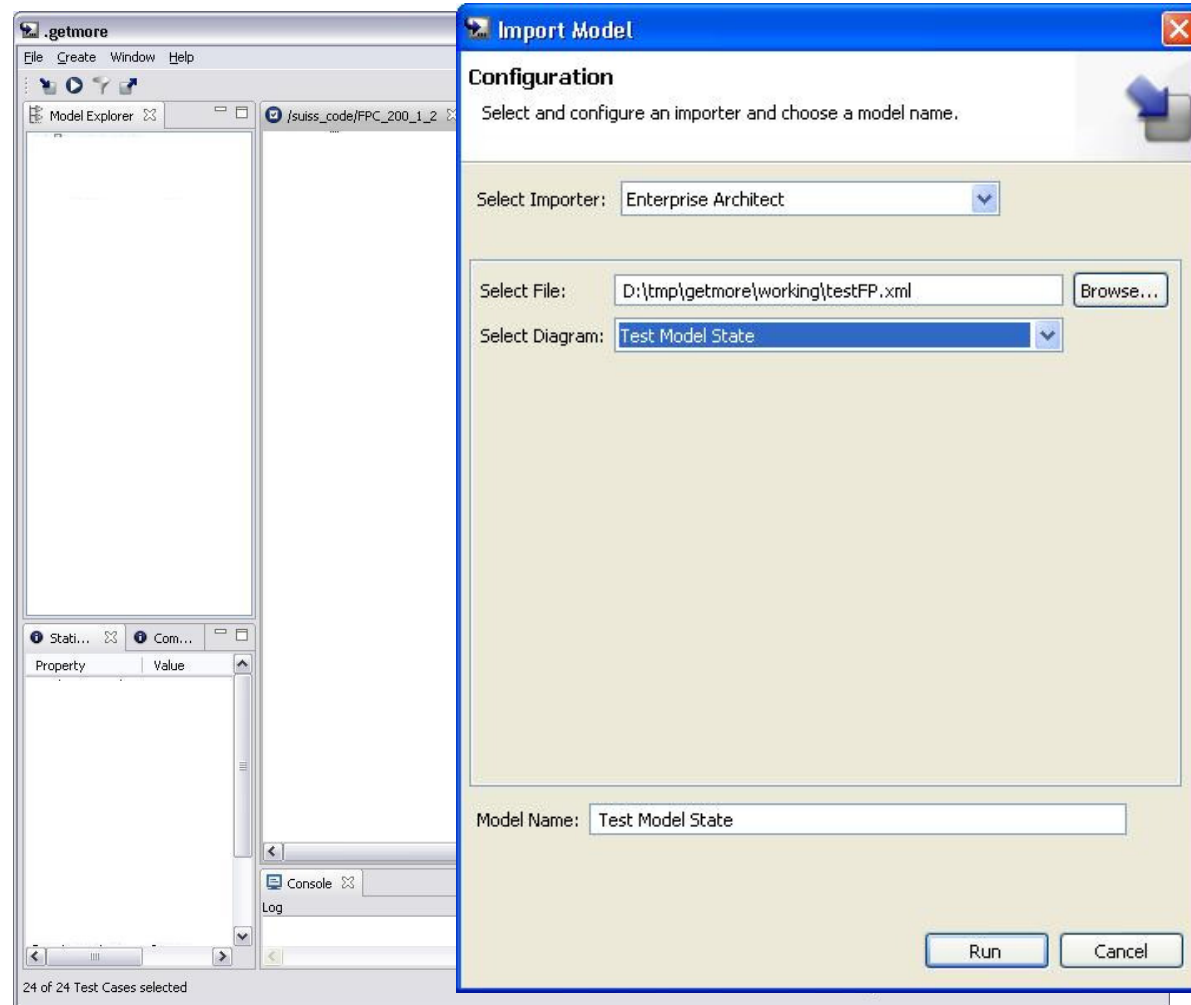 .getmore
File Create Window Help
Model Explorer
/suiss_code/FPC_200_1_2
Stati... Com...
Property Value
Console
Log
24 of 24 Test Cases selected
Import Model
Configuration
Select and configure an importer and choose a model name.
Select Importer: Enterprise Architect
Select File: D:\tmp\getmore\working\testFP.xml Browse...
Select Diagram: Test Model State
Model Name: Test Model State
Run Cancel